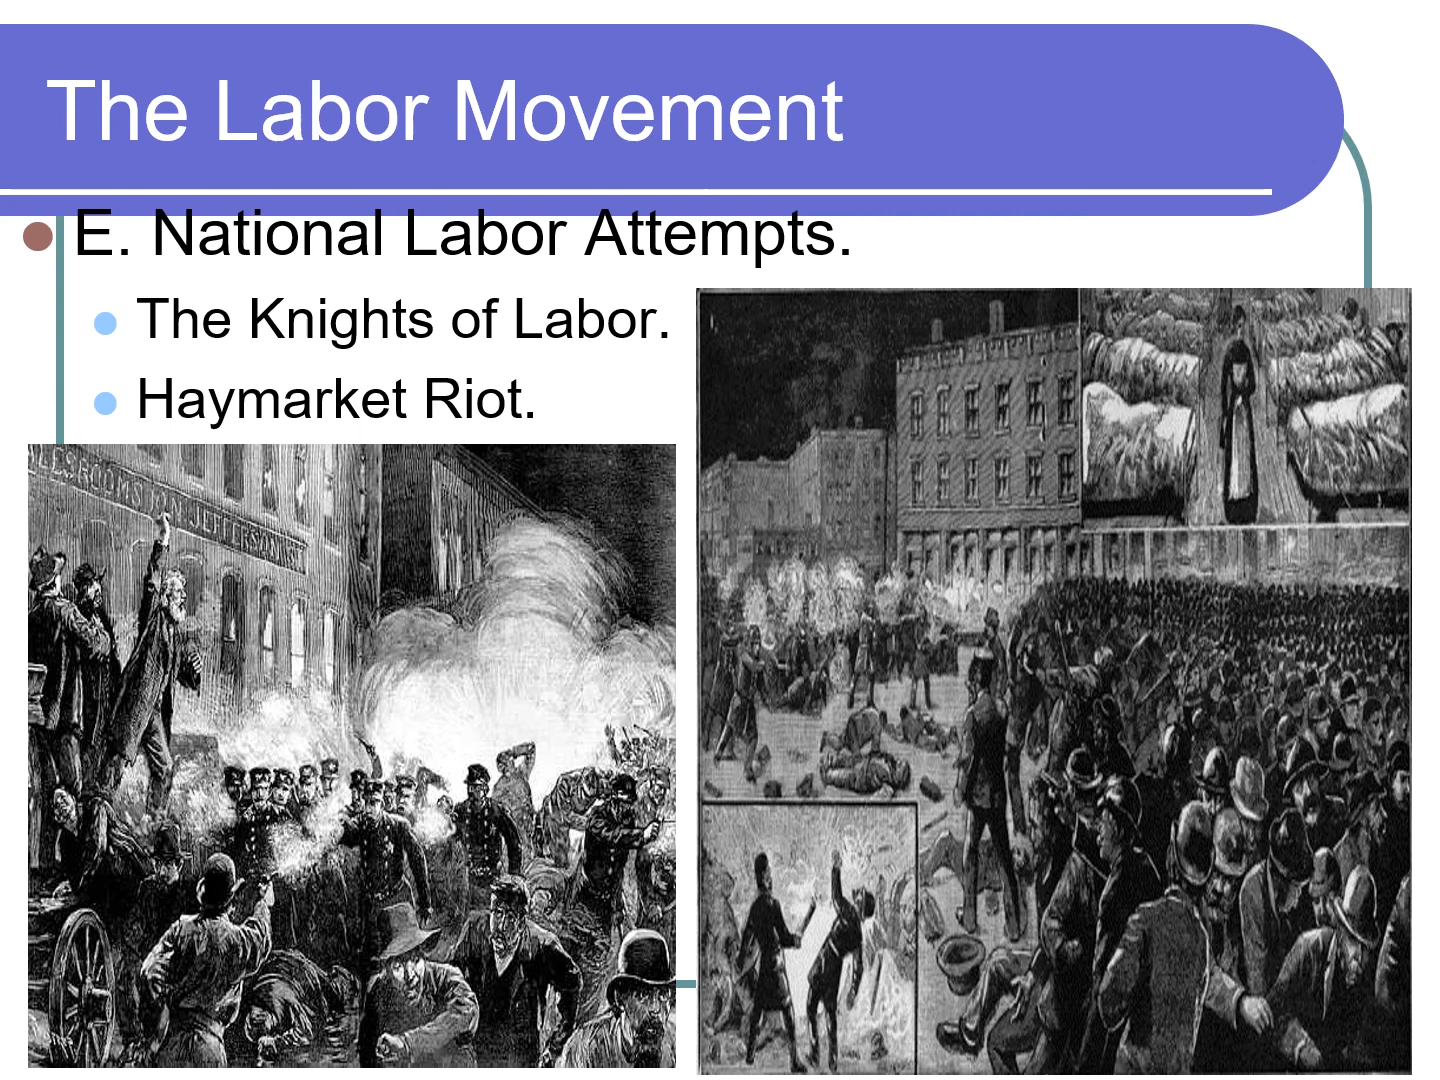 The Labor Movement
E. National Labor Attempts.
The Knights of Labor.
Haymarket Riot.